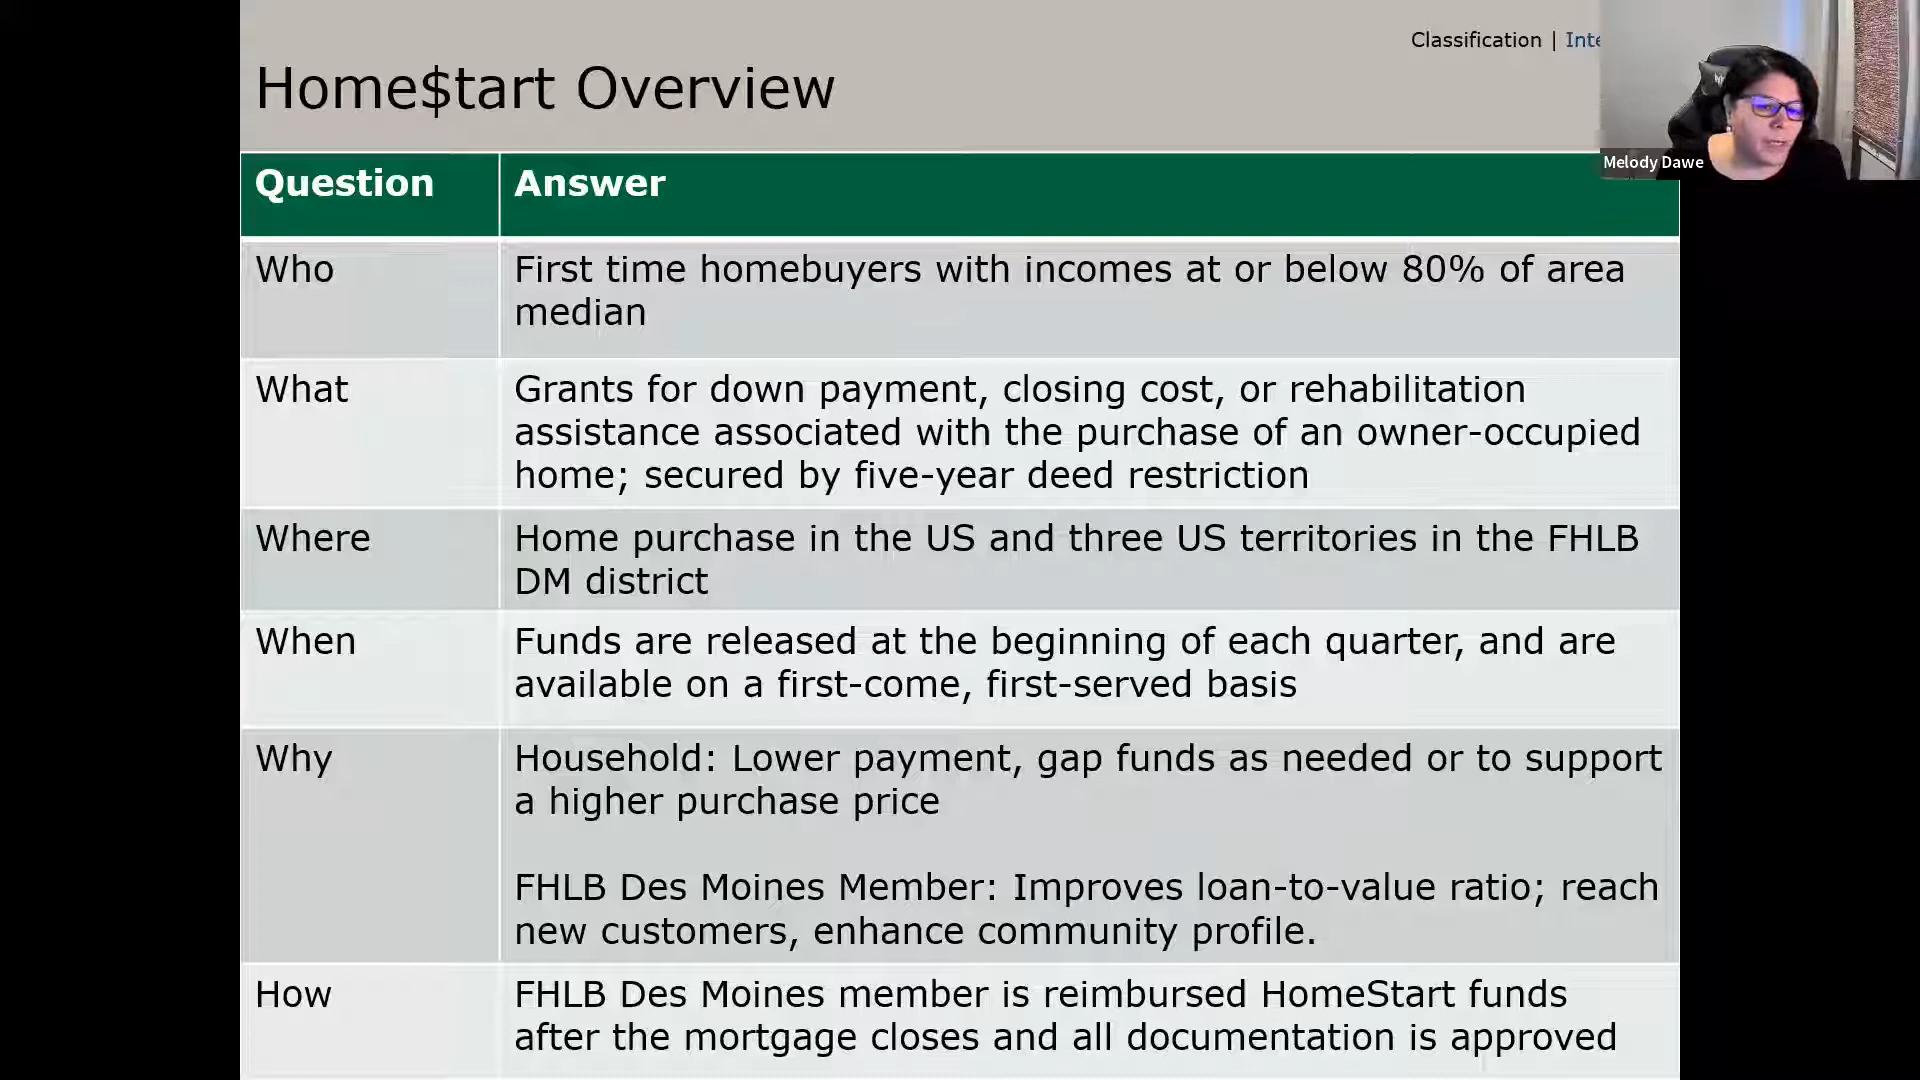 Classification |
Home$tart Overview
Melody Dawe
Question
Answer
Who
First time homebuyers with incomes at or below 80% of area
median
What
Grants for down payment, closing cost, or rehabilitation
assistance associated with the purchase of an owner-occupied
home; secured by five-year deed restriction
Where
Home purchase in the US and three US territories in the FHLB
DM district
When
Funds are released at the beginning of each quarter, and are
available on a first-come, first-served basis
Why
Household: Lower payment, gap funds as needed or to support
a higher purchase price
FHLB Des Moines Member: Improves loan-to-value ratio; reach
new customers, enhance community profile.
How
FHLB Des Moines member is reimbursed HomeStart funds
after the mortgage closes and all documentation is approved